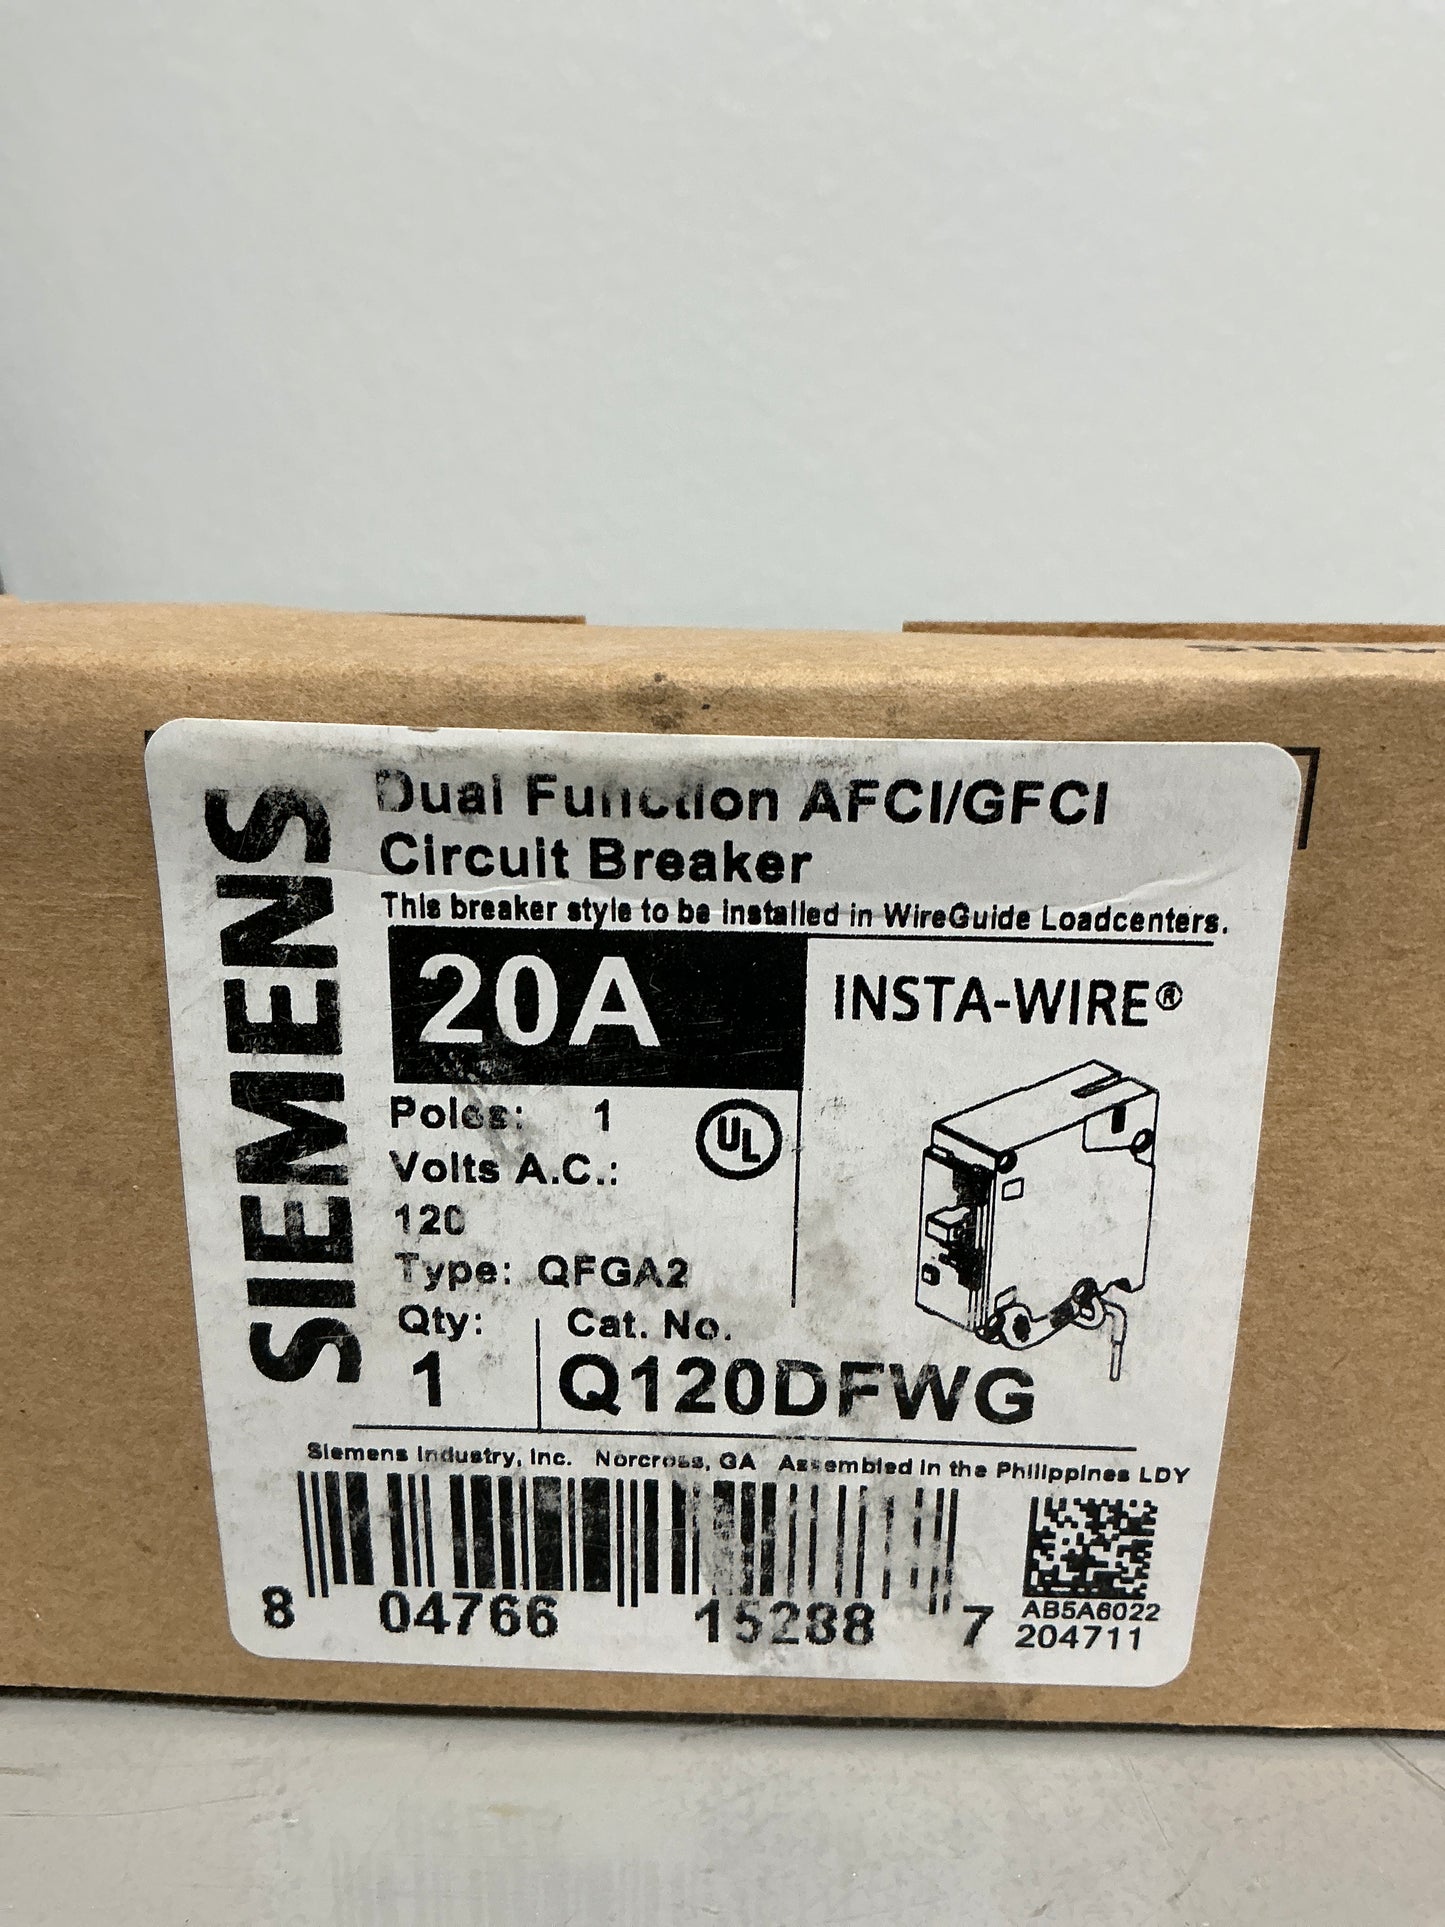 SIEMENS
Dual Function AFCI/GFCI
Circuit Breaker
This breaker style to be installed in WireGuide Loadcenters.
20A
INSTA-WIRE®
Poles: 1
UL
Volts A.C.:
120
Type: QFGA2
Qty: Cat. No.
1 Q120DFWG
Siemens Industry, Inc. Norcross, GA Assembled in the Philippines LDY
8 04766 15288 7
AB5A6022
204711